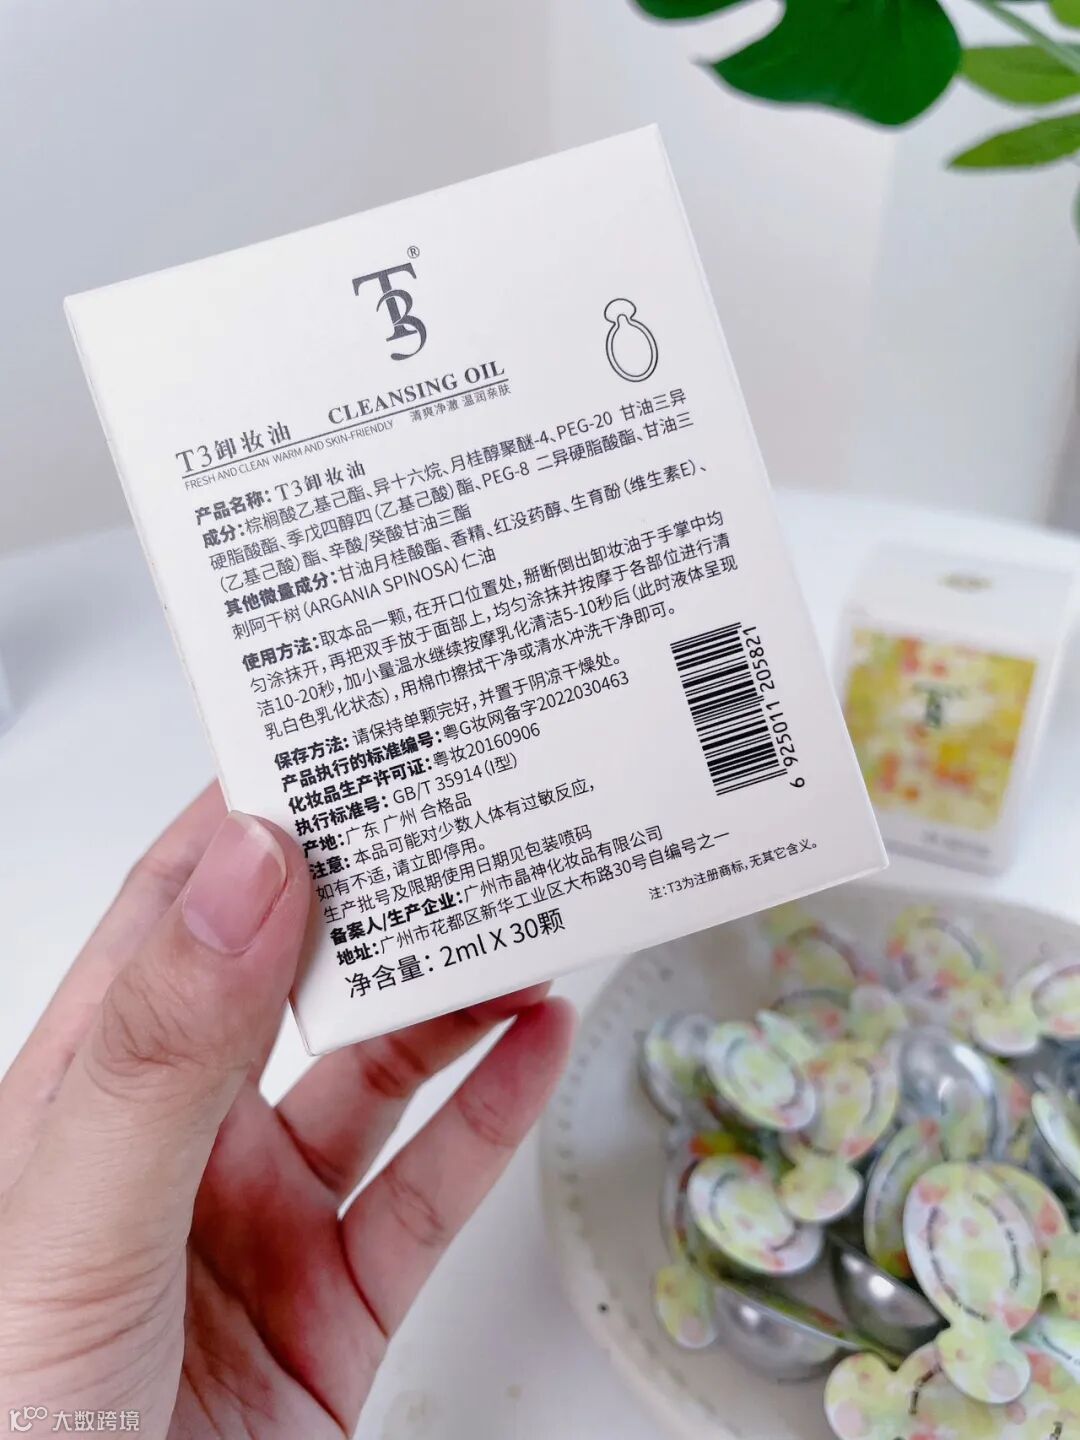 T3®
T3卸妆油 CLEANSING OIL
FRESH AND CLEAN WARM AND SKIN-FRIENDLY 清爽净澈 温润亲肤
产品名称：T3卸妆油
成分：棕榈酸乙基己酯、异十六烷、月桂醇聚醚-4、PEG-20 甘油三异
硬脂酸酯、季戊四醇四（乙基己酸）酯、PEG-8 二异硬脂酸酯、甘油三
（乙基己酸）酯、辛酸/癸酸甘油三酯
其他微量成分：甘油月桂酸酯、香精、红没药醇、生育酚（维生素E）、
刺阿干树（ARGANIA SPINOSA）仁油
使用方法：取本品一颗，在开口位置处，掰断倒出卸妆油于手掌中均
匀涂抹开，再把双手放于面部上，均匀涂抹并按摩于各部位进行清
洁10-20秒，加小量温水继续按摩乳化清洁5-10秒后（此时液体呈现
乳白色乳化状态），用棉巾擦拭干净或清水冲洗干净即可。
保存方法：请保持单颗完好，并置于阴凉干燥处。
产品执行的标准编号：粤G妆网备字2022030463
化妆品生产许可证：粤妆20160906
执行标准号：GB/T 35914（I型）
产地：广东 广州 合格品
注意：本品可能对少数人体有过敏反应，
如有不适，请立即停用。
生产批号及限期使用日期见包装喷码
备案人/生产企业：广州市晶神化妆品有限公司
地址：广州市花都区新华工业区大布路30号自编号之一
净含量：2ml X 30颗
注：T3为注册商标，无其它含义。
6 925011 205821
T3
大数跨境